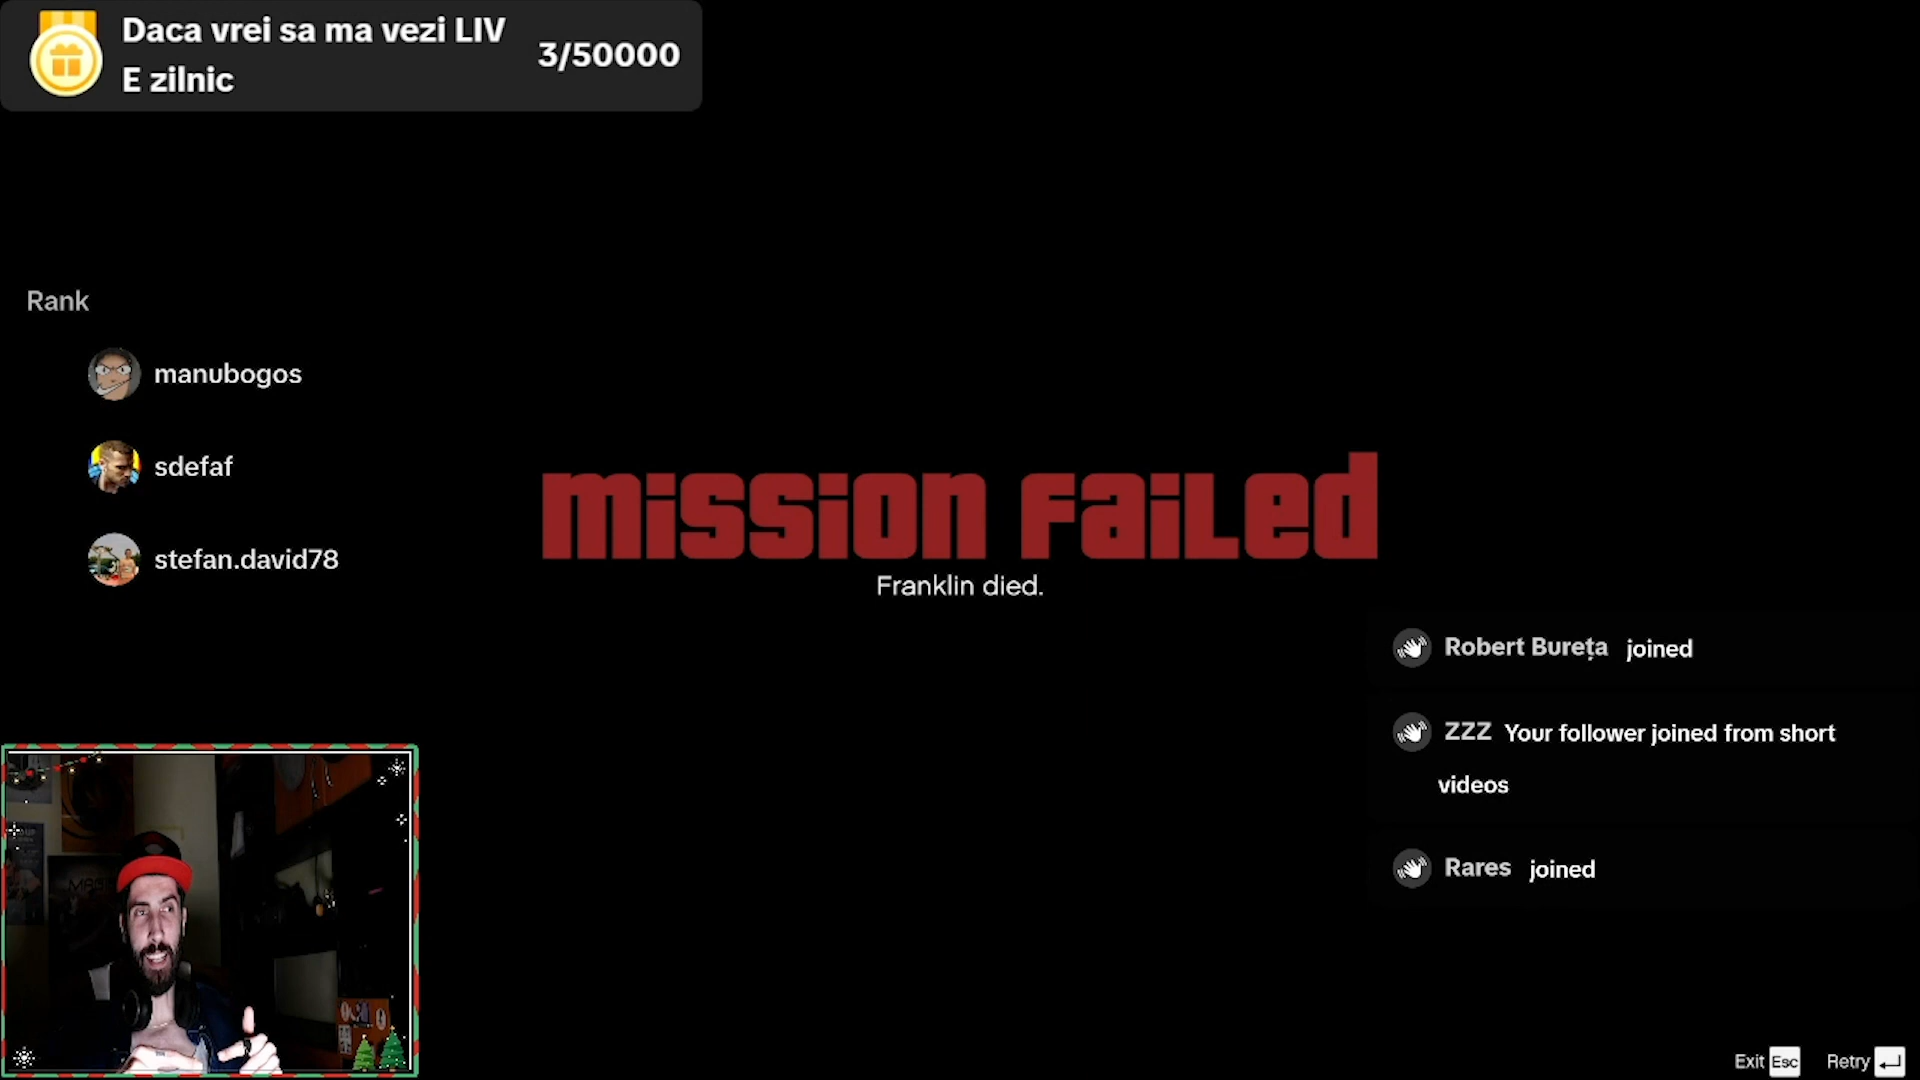 Daca vrei sa ma vezi LIV
E zilnic
3/50000
Rank
manubogos
sdefaf
stefan.david78
mission failed
Franklin died.
Robert Bureța joined
ZZZ Your follower joined from short
videos
Rares joined
Exit Esc Retry